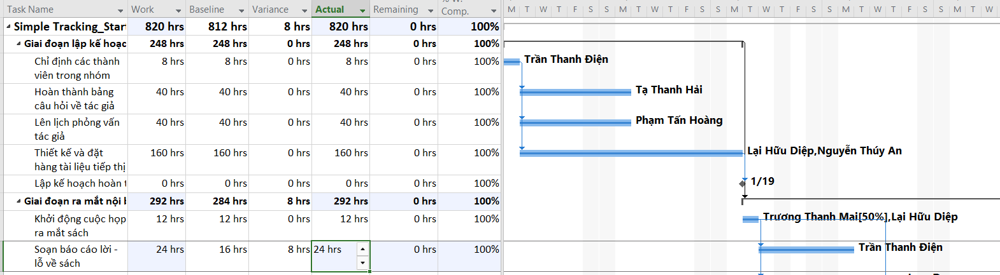 Task Name Work Baseline Variance Actual Remaining % W. Comp. M T W F S S M T W T F S S M T W T F S S M T W T F S S M T W
Simple Tracking_Star 820 hrs 812 hrs 8 hrs 820 hrs 0 hrs 100%
Giai đoạn lập kế hoạc 248 hrs 248 hrs 0 hrs 248 hrs 0 hrs 100%
Chỉ định các thành viên trong nhóm 8 hrs 8 hrs 0 hrs 8 hrs 0 hrs 100% Trần Thanh Điện
Hoàn thành bảng câu hỏi về tác giả 40 hrs 40 hrs 0 hrs 40 hrs 0 hrs 100% Tạ Thanh Hải
Lên lịch phỏng vấn tác giả 40 hrs 40 hrs 0 hrs 40 hrs 0 hrs 100% Phạm Tấn Hoàng
Thiết kế và đặt hàng tài liệu tiếp thị 160 hrs 160 hrs 0 hrs 160 hrs 0 hrs 100% Lại Hữu Diệp,Nguyễn Thúy An
Lập kế hoạch hoàn t 0 hrs 0 hrs 0 hrs 0 hrs 0 hrs 100% 1/19
Giai đoạn ra mắt nội b 292 hrs 284 hrs 8 hrs 292 hrs 0 hrs 100%
Khởi động cuộc họp ra mắt sách 12 hrs 12 hrs 0 hrs 12 hrs 0 hrs 100% Trương Thanh Mai[50%],Lại Hữu Diệp
Soạn báo cáo lời - lỗ về sách 24 hrs 16 hrs 8 hrs 24 hrs 0 hrs 100% Trần Thanh Điện